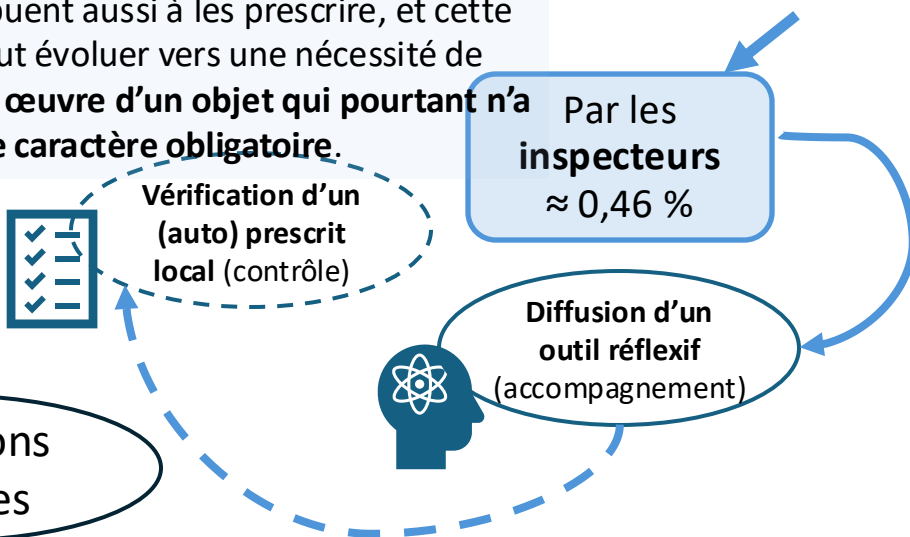 buent aussi à les prescrire, et cette
ut évoluer vers une nécessité de
œuvre d'un objet qui pourtant n'a
e caractère obligatoire.
Par les
inspecteurs
≈ 0,46 %
Vérification d'un
(auto) prescrit
local (contrôle)
Diffusion d'un
outil réflexif
(accompagnement)
ons
es